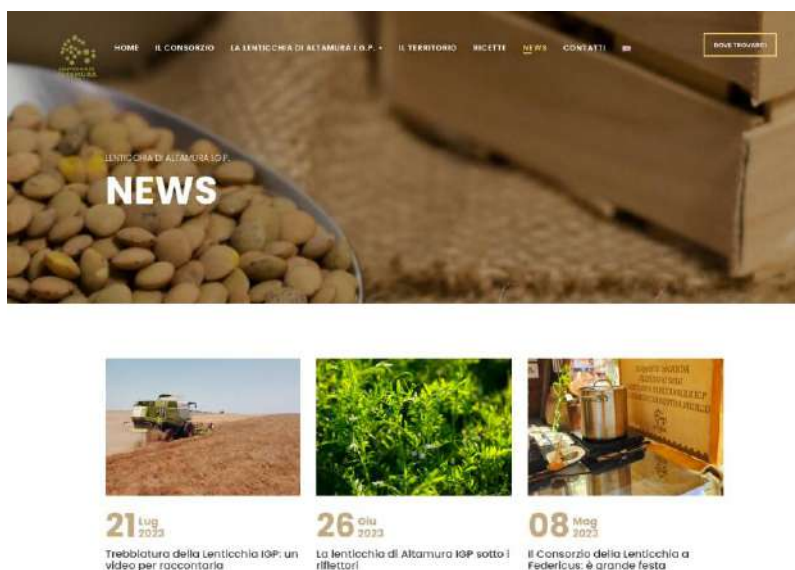 HOME IL CONSORZIO LA LENTICCHIA DI ALTAMURA I.G.P. IL TERRITORIO RICETTE NEWS CONTATTI DOVE TROVARCI
ALTAMURA
LENTICCHIA DI ALTAMURA I.G.P.
NEWS
21 Lug 2023
26 Giu 2023
08 Mag 2023
Trebbiatura della Lenticchia IGP: un
video per raccontarla
La lenticchia di Altamura IGP sotto i
riflettori
Il Consorzio della Lenticchia a
Federicus: è grande festa